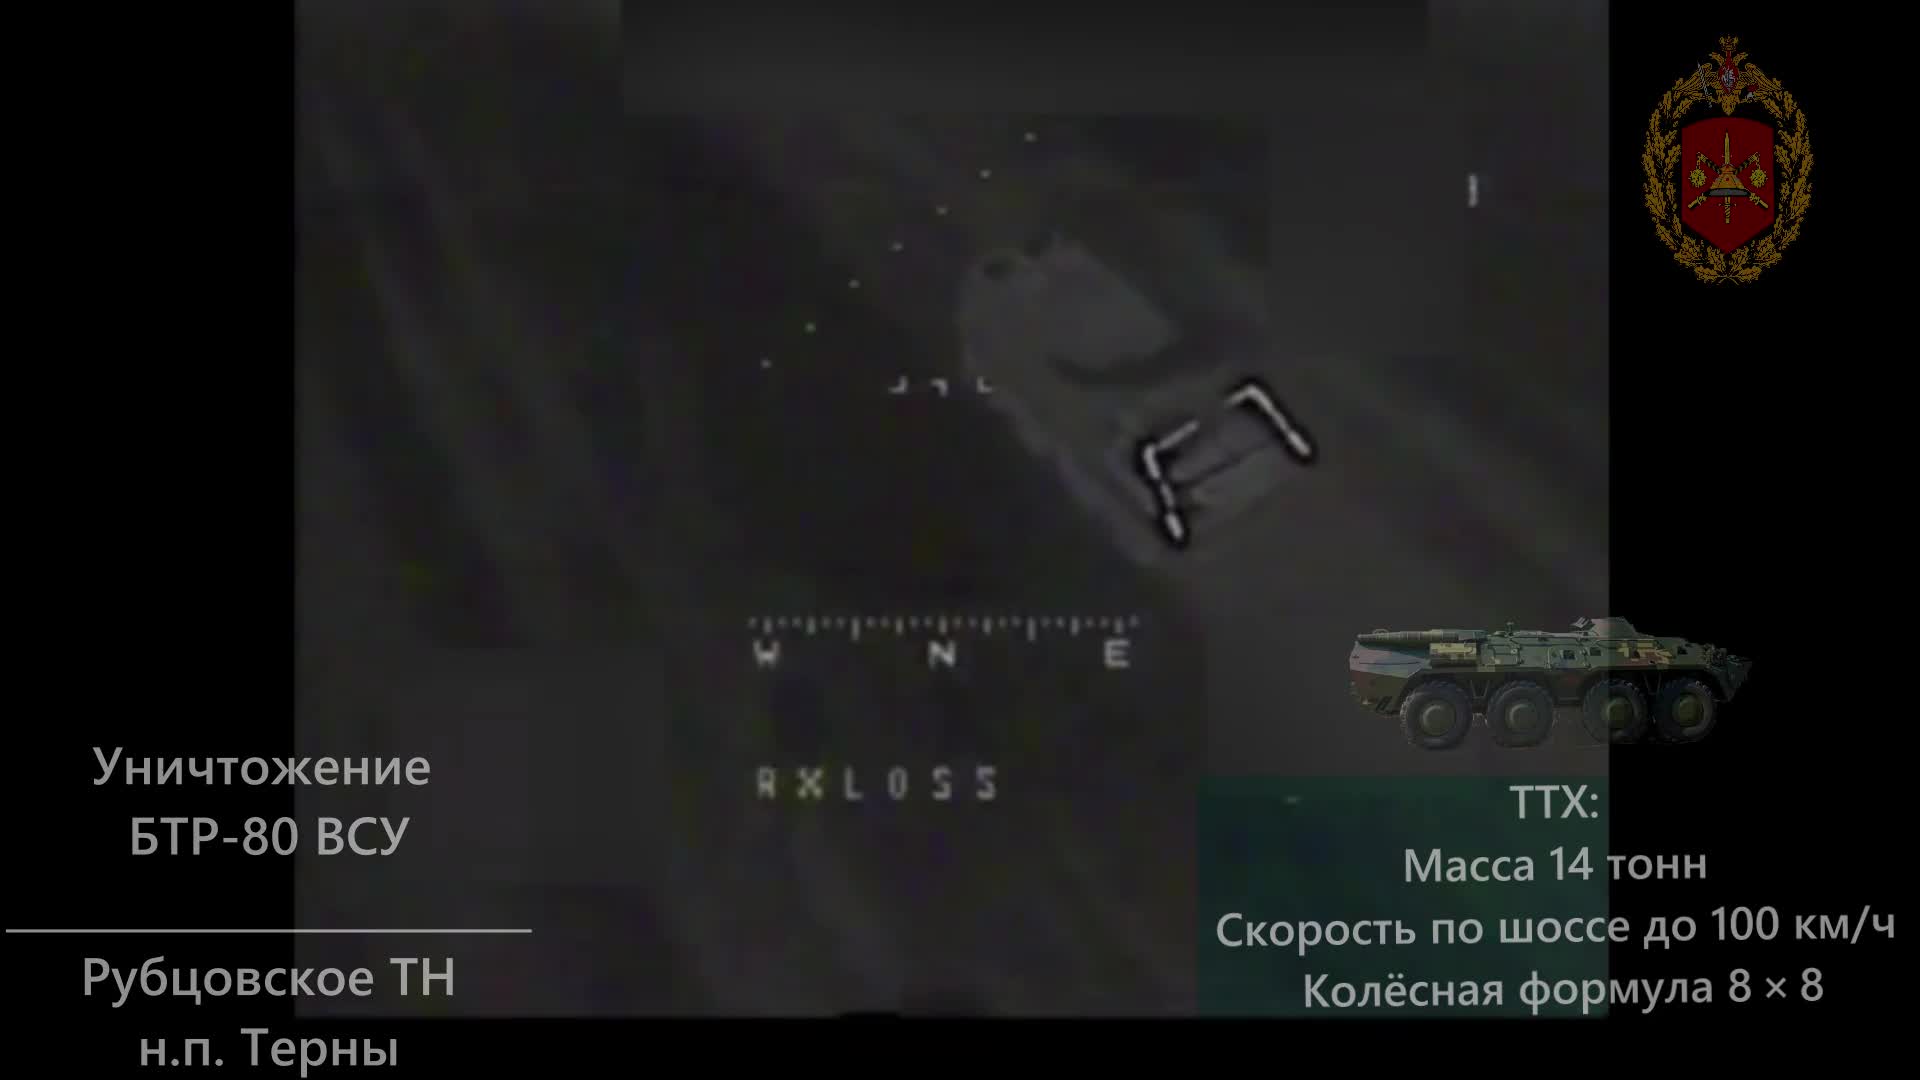 W N E
RXLOSS
Уничтожение
БТР-80 ВСУ
Рубцовское ТН
н.п. Терны
ТТХ:
Масса 14 тонн
Скорость по шоссе до 100 км/ч
Колёсная формула 8 × 8